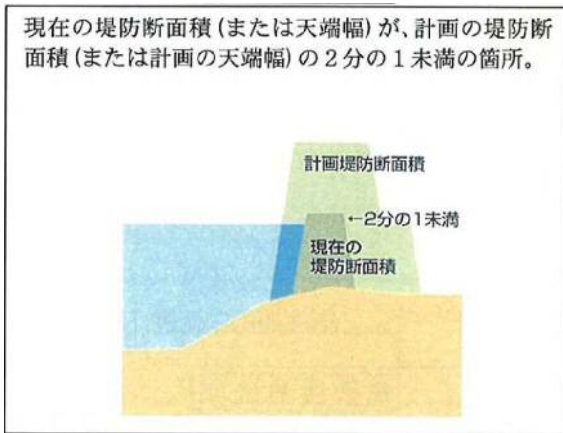 現在の堤防断面積(または天端幅)が、計画の堤防断
面積(または計画の天端幅)の2分の1未満の箇所。
計画堤防断面積
←2分の1未満
現在の
堤防断面積